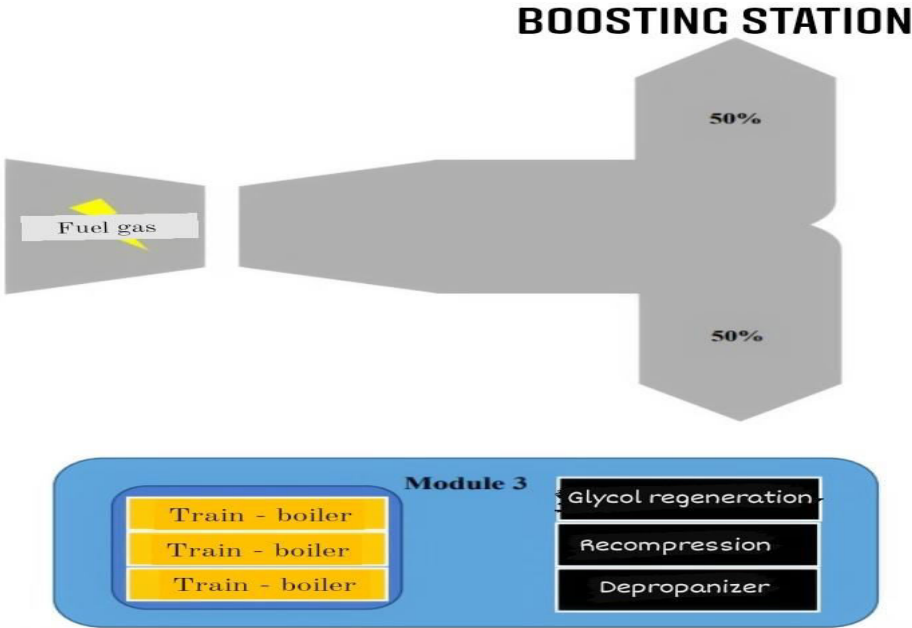 BOOSTING STATION
50%
Fuel gas
50%
Module 3
Train - boiler
Train - boiler
Train - boiler
Glycol regeneration
Recompression
Depropanizer